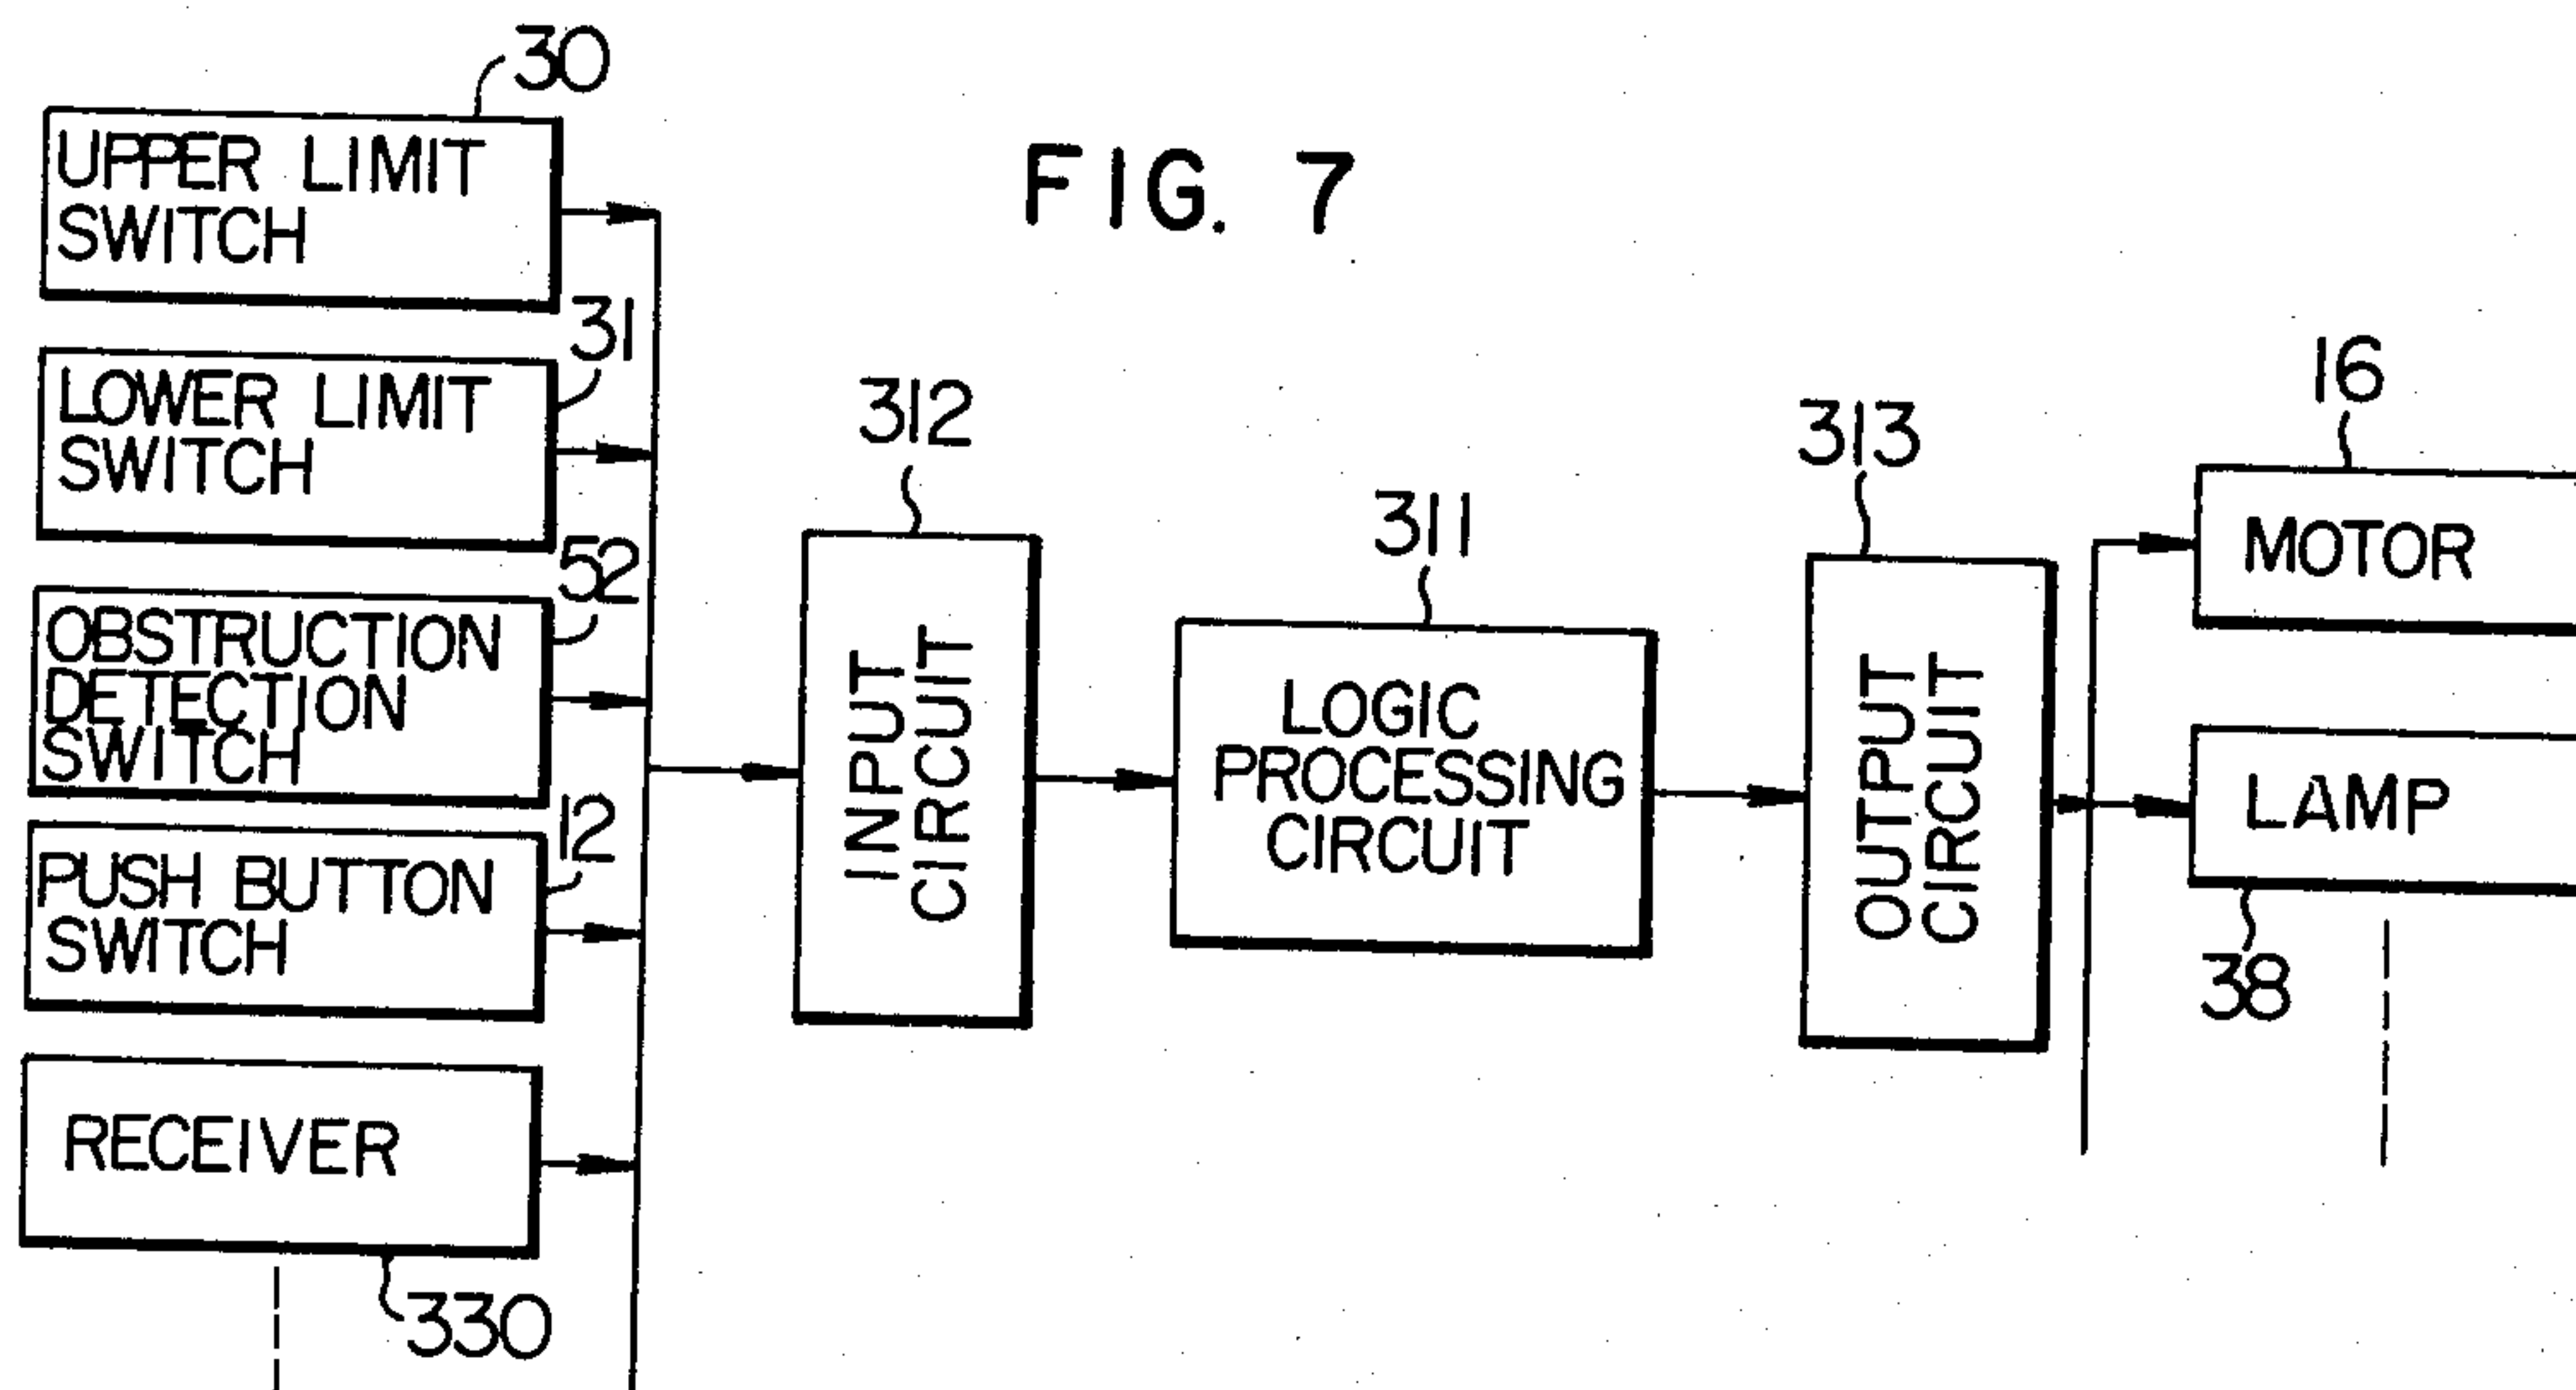 FIG. 7
30
UPPER LIMIT
SWITCH
31
LOWER LIMIT
SWITCH
52
OBSTRUCTION
DETECTION
SWITCH
12
PUSH BUTTON
SWITCH
RECEIVER
330
312
INPUT
CIRCUIT
311
LOGIC
PROCESSING
CIRCUIT
313
OUTPUT
CIRCUIT
16
MOTOR
LAMP
38